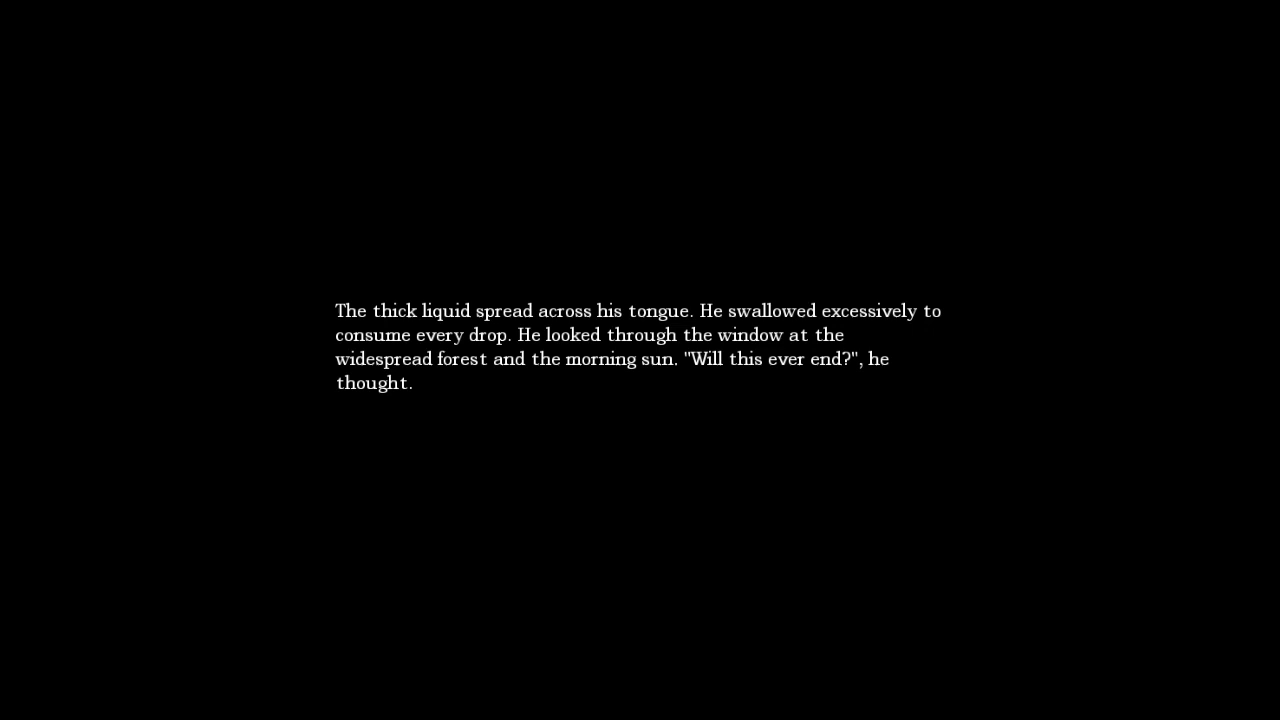 The thick liquid spread across his tongue. He swallowed excessively to
consume every drop. He looked through the window at the
widespread forest and the morning sun. "Will this ever end?", he
thought.